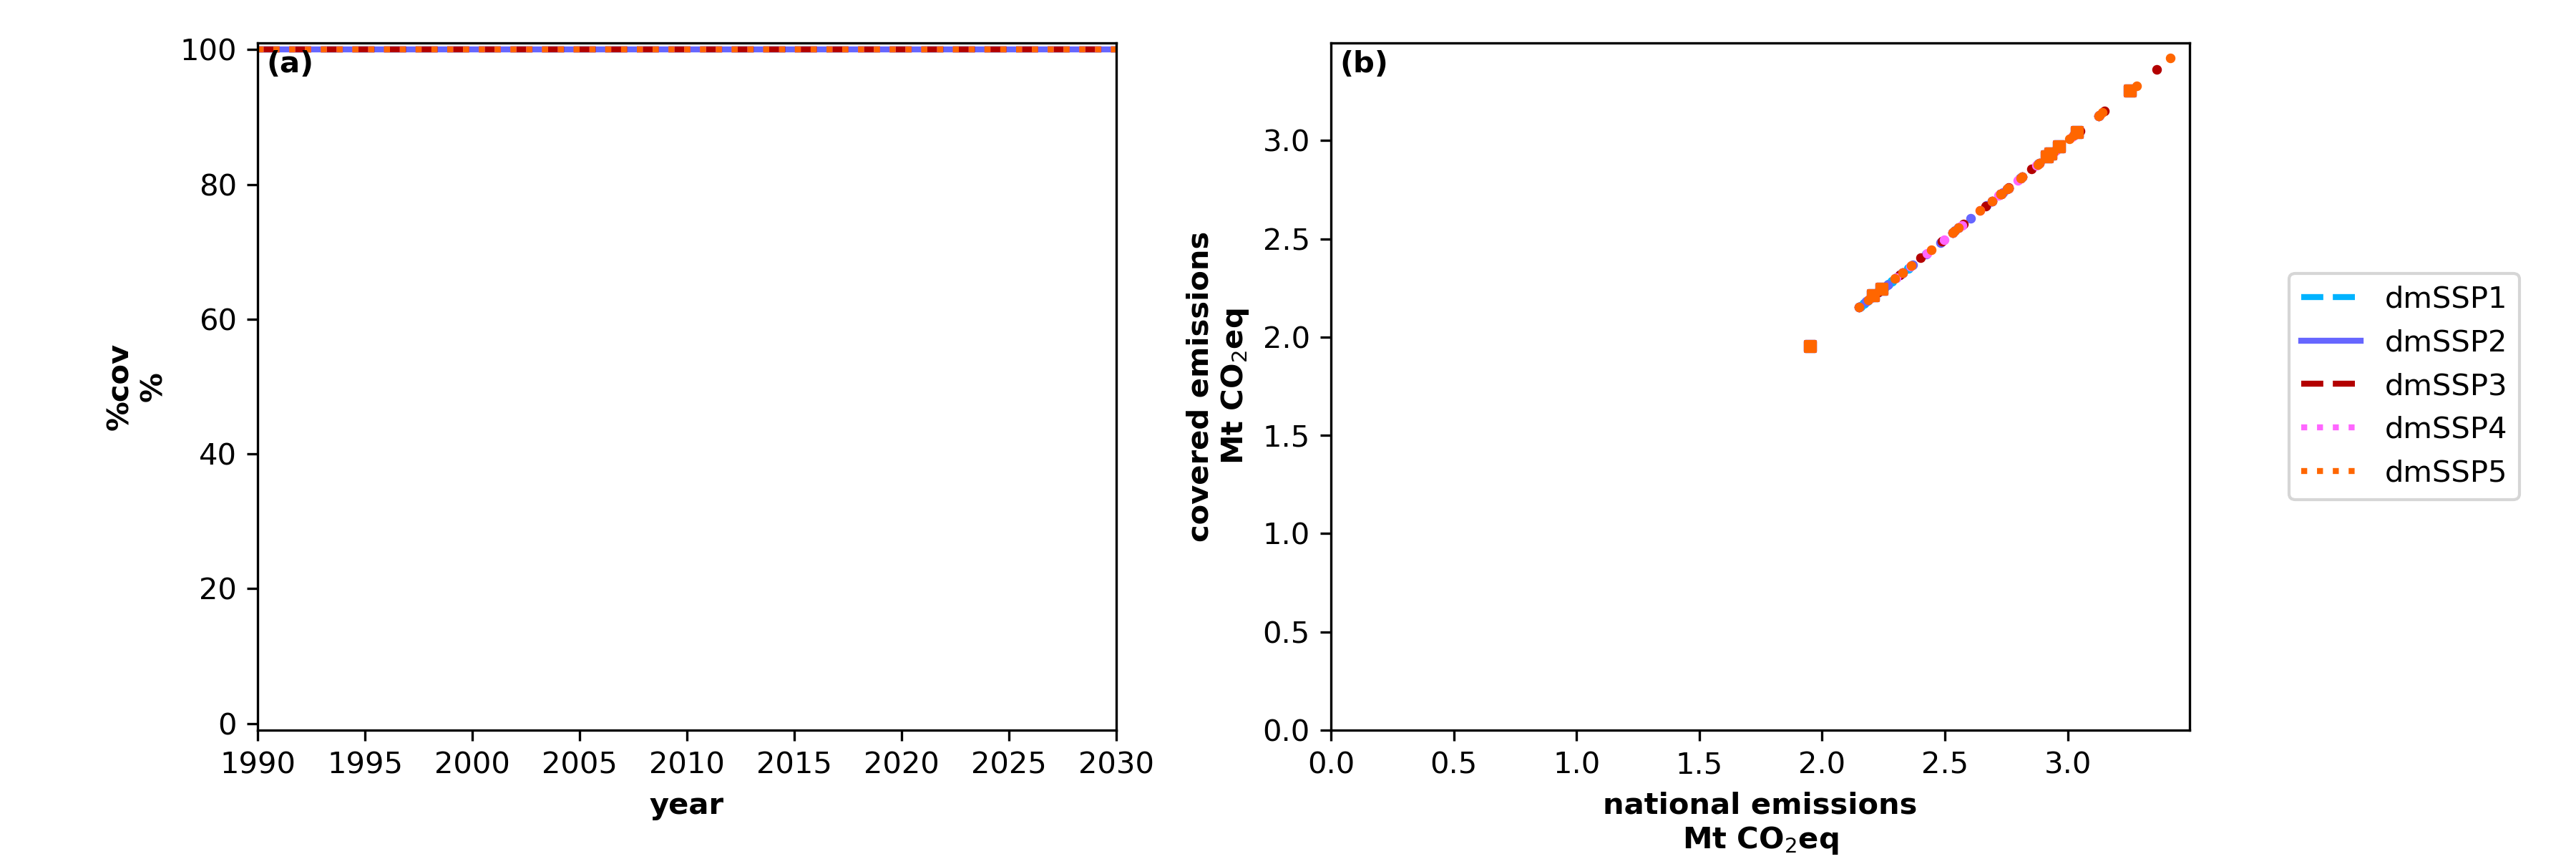 (a)
100
80
60
40
20
0
%cov
%
1990 1995 2000 2005 2010 2015 2020 2025 2030
year
(b)
3.0
2.5
2.0
1.5
1.0
0.5
0.0
covered emissions
Mt CO₂eq
0.0 0.5 1.0 1.5 2.0 2.5 3.0
national emissions
Mt CO₂eq
dmSSP1
dmSSP2
dmSSP3
dmSSP4
dmSSP5